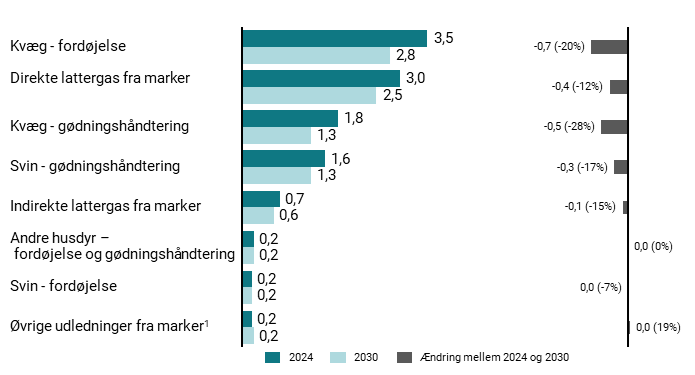 Kvæg - fordøjelse 3,5 2,8 -0,7 (-20%)
Direkte lattergas fra marker 3,0 2,5 -0,4 (-12%)
Kvæg - gødningshåndtering 1,8 1,3 -0,5 (-28%)
Svin - gødningshåndtering 1,6 1,3 -0,3 (-17%)
Indirekte lattergas fra marker 0,7 0,6 -0,1 (-15%)
Andre husdyr –
fordøjelse og gødningshåndtering 0,2 0,2 0,0 (0%)
Svin - fordøjelse 0,2 0,2 0,0 (-7%)
Øvrige udledninger fra marker¹ 0,2 0,2 0,0 (19%)
2024 2030 Ændring mellem 2024 og 2030